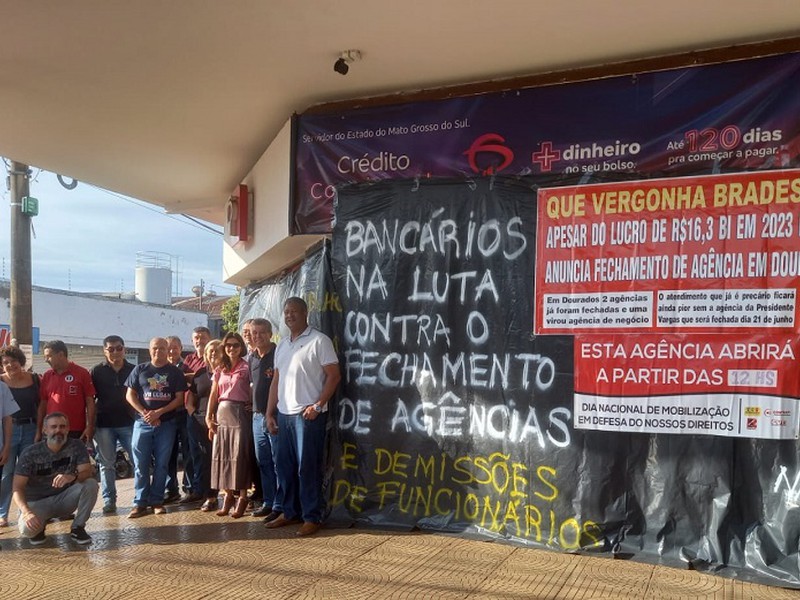 Servidor do Estado do Mato Grosso do Sul.
Crédito
+ dinheiro
no seu bolso.
Até 120 dias
pra começar a pagar.
BANCÁRIOS
NA LUTA
CONTRA O
FECHAMENTO
DE AGÊNCIAS
E DEMISSÕES
DE FUNCIONÁRIOS
QUE VERGONHA BRADES
APESAR DO LUCRO DE R$16,3 BI EM 2023
ANUNCIA FECHAMENTO DE AGÊNCIA EM DOU
Em Dourados 2 agências
já foram fechadas e uma
virou agência de negócio
O atendimento que já é precário ficará
ainda pior sem a agência da Presidente
Vargas que será fechada dia 21 de junho
ESTA AGÊNCIA ABRIRÁ
A PARTIR DAS 12 HS
DIA NACIONAL DE MOBILIZAÇÃO
EM DEFESA DO NOSSOS DIREITOS